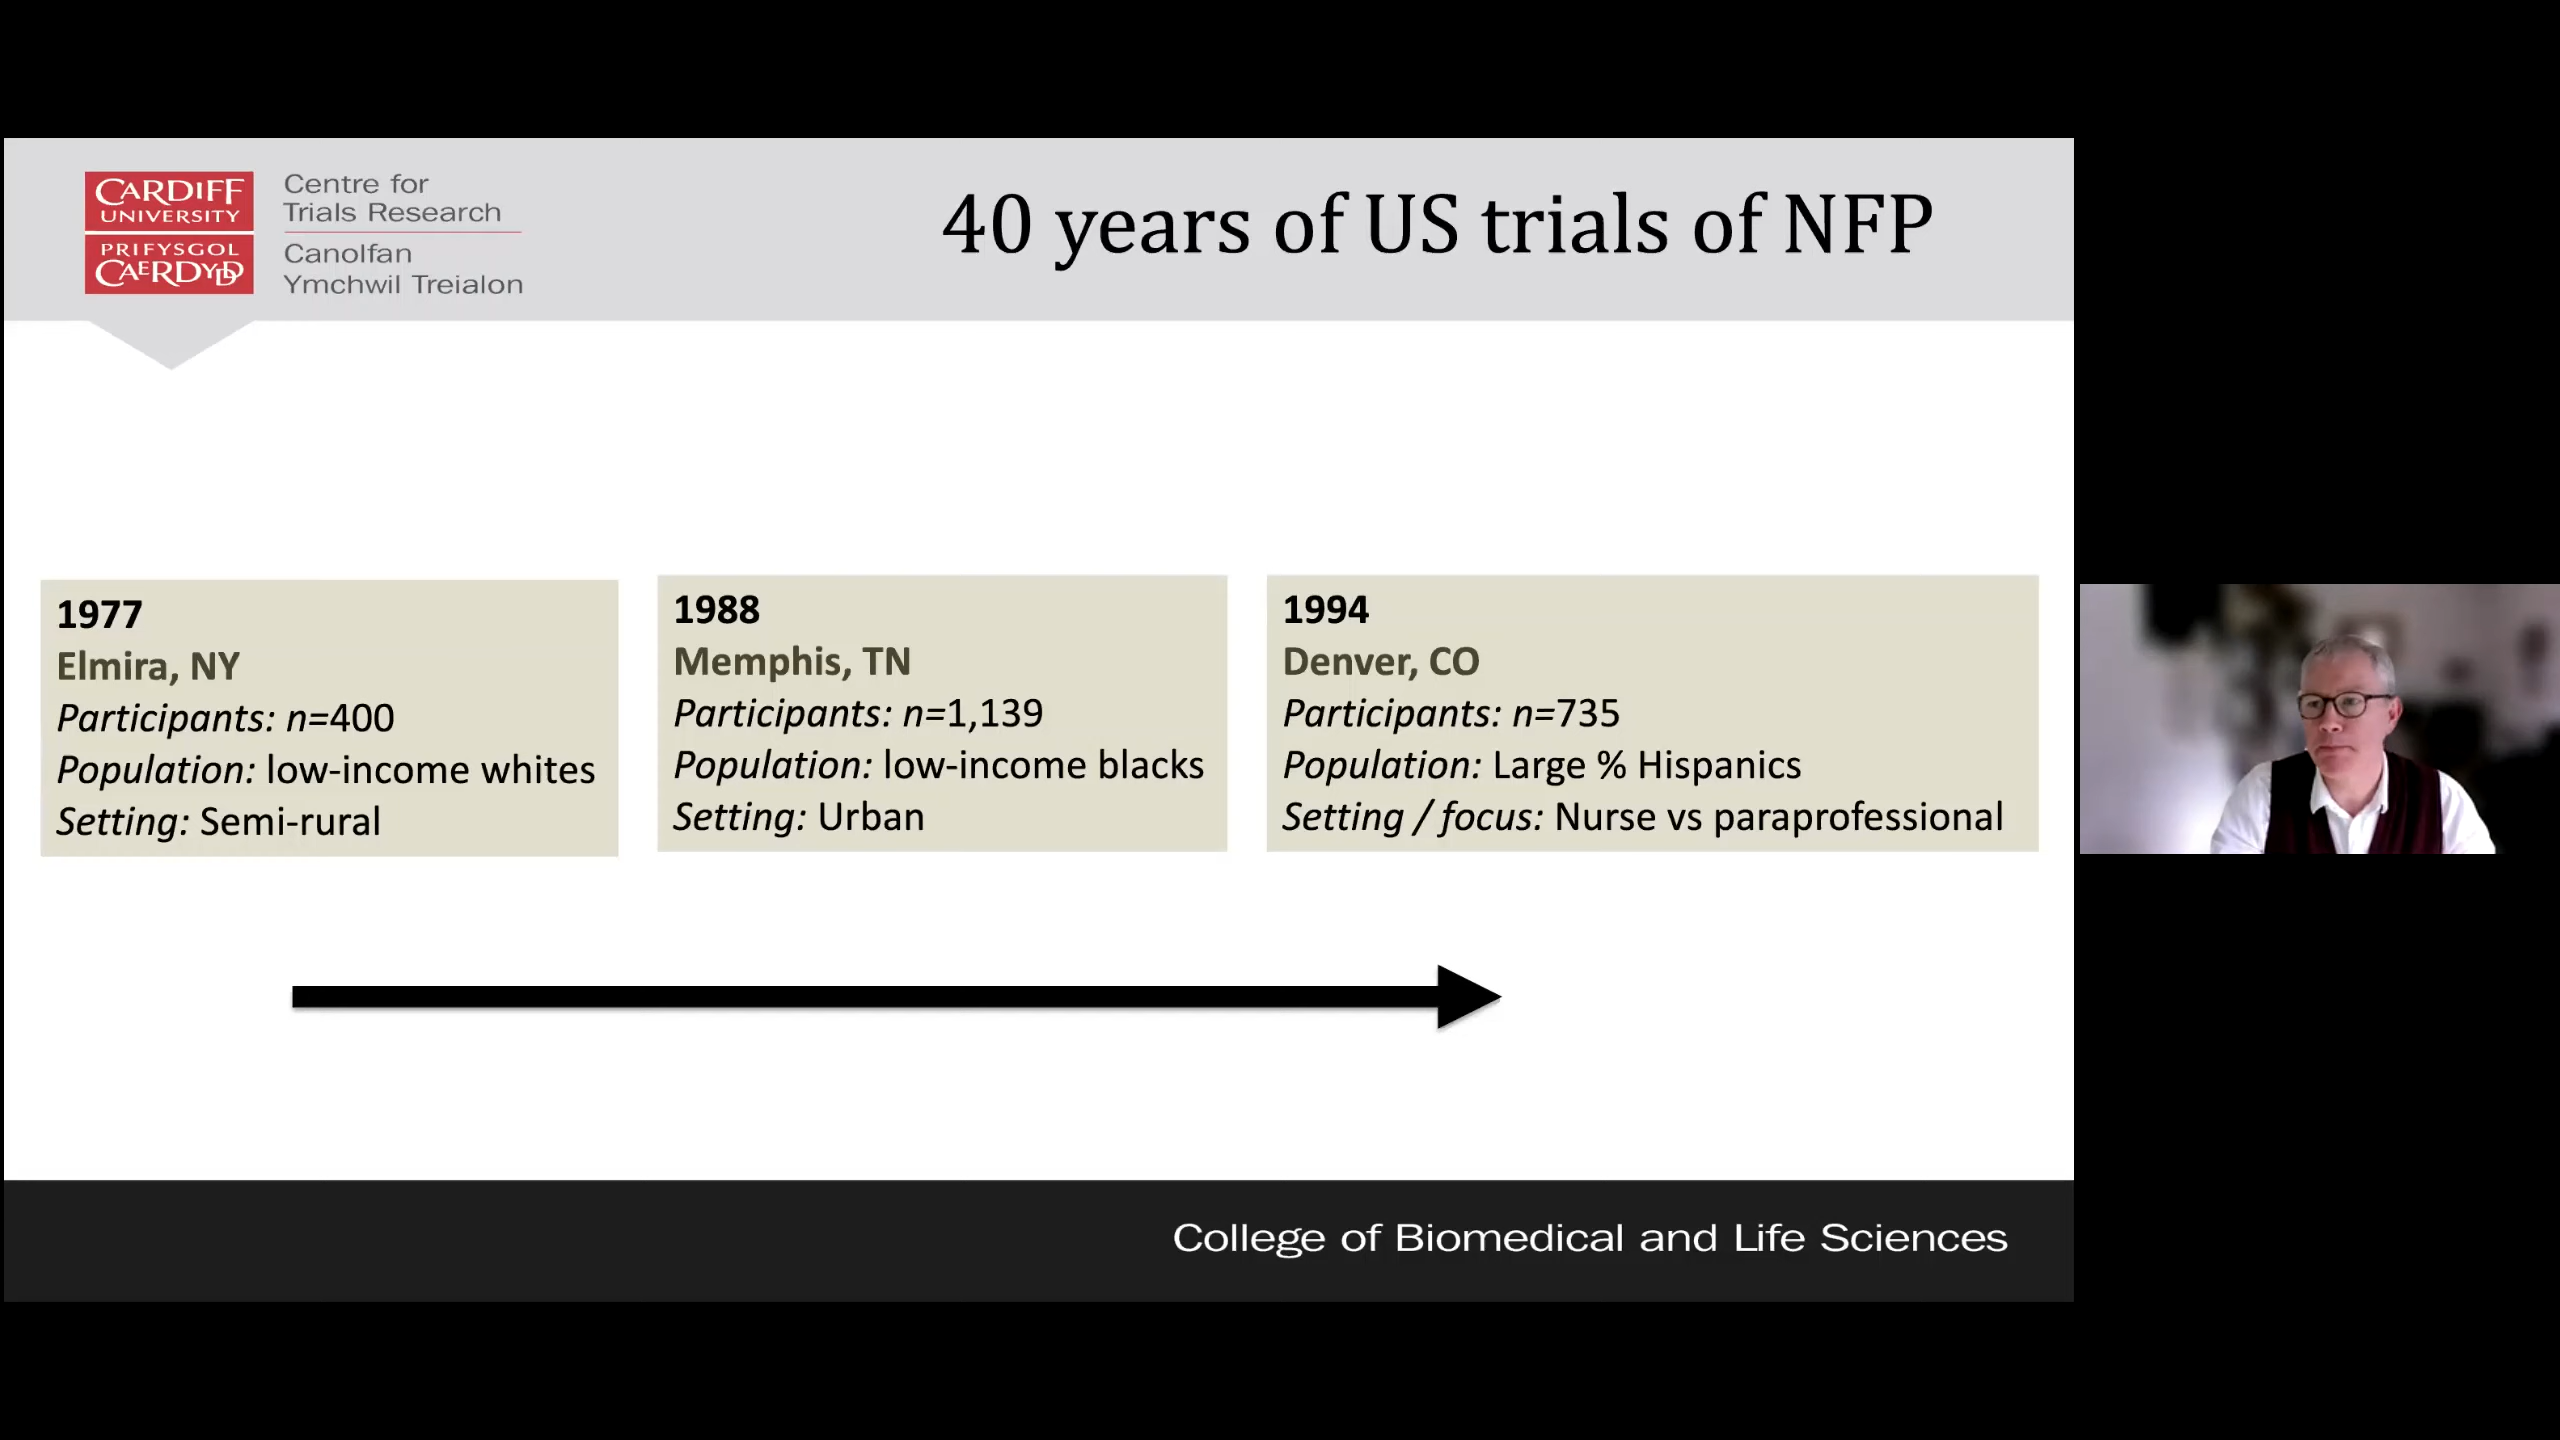 CARDIFF
UNIVERSITY
PRIFYSGOL
CAERDYDD
Centre for
Trials Research
Canolfan
Ymchwil Treialon
40 years of US trials of NFP
1977
Elmira, NY
Participants: n=400
Population: low-income whites
Setting: Semi-rural
1988
Memphis, TN
Participants: n=1,139
Population: low-income blacks
Setting: Urban
1994
Denver, CO
Participants: n=735
Population: Large % Hispanics
Setting / focus: Nurse vs paraprofessional
College of Biomedical and Life Sciences